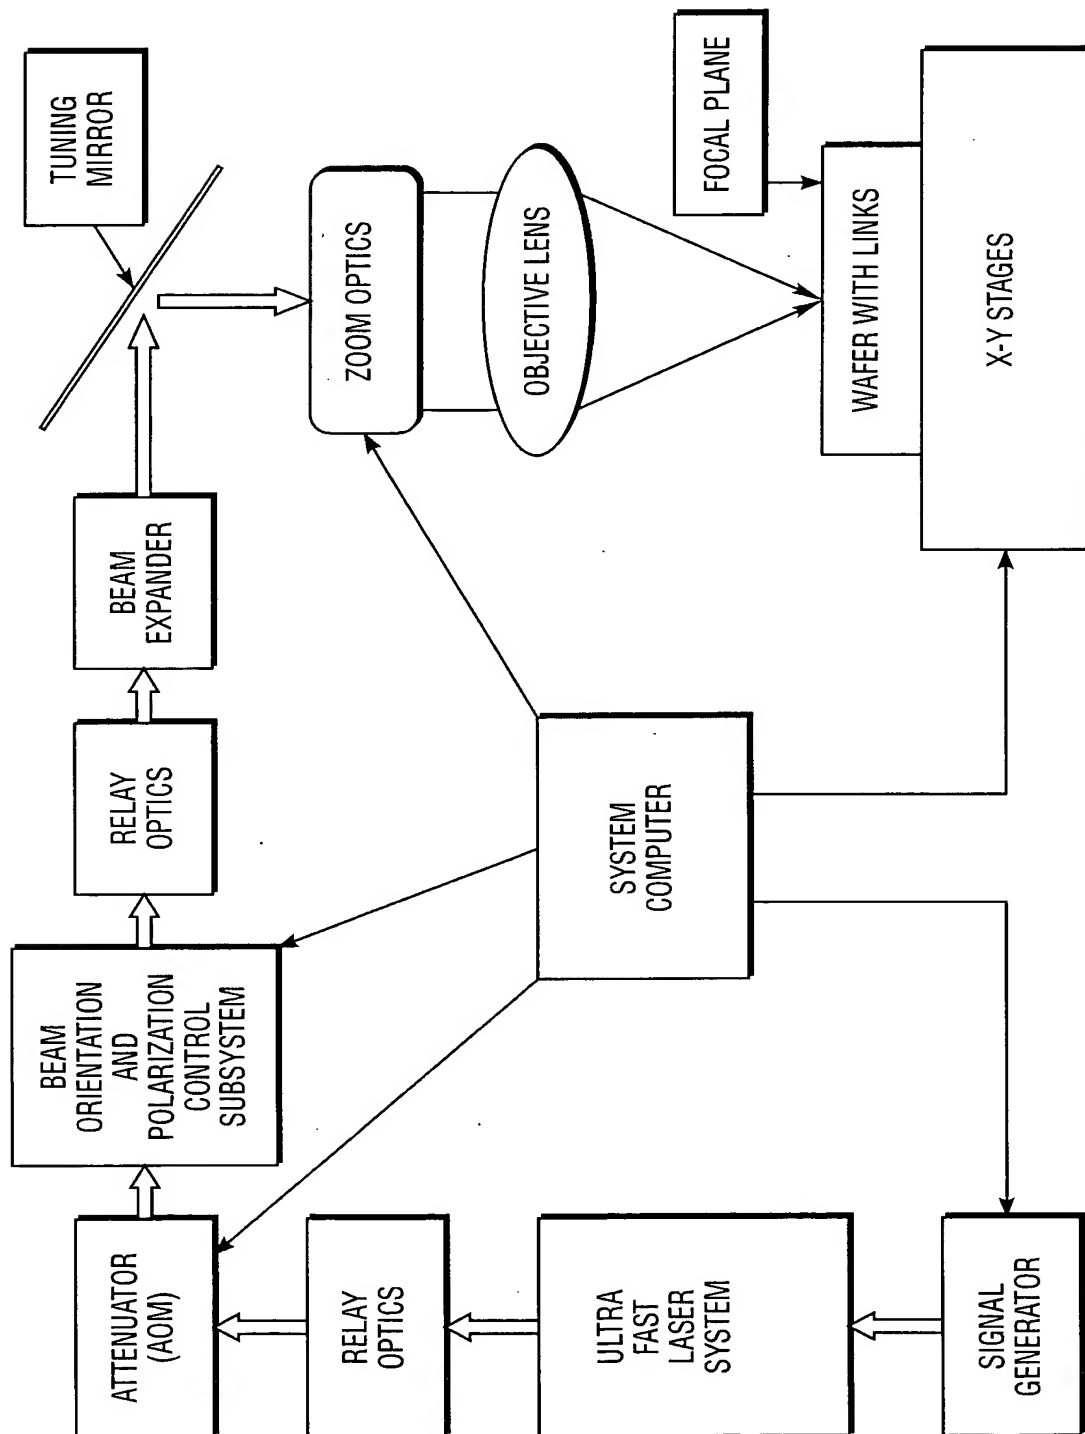 TUNING
MIRROR
BEAM
EXPANDER
RELAY
OPTICS
BEAM
ORIENTATION
AND
POLARIZATION
CONTROL
SUBSYSTEM
ATTENUATOR
(AOM)
ZOOM OPTICS
OBJECTIVE LENS
FOCAL PLANE
WAFER WITH LINKS
X-Y STAGES
SYSTEM
COMPUTER
RELAY
OPTICS
ULTRA
FAST
LASER
SYSTEM
SIGNAL
GENERATOR